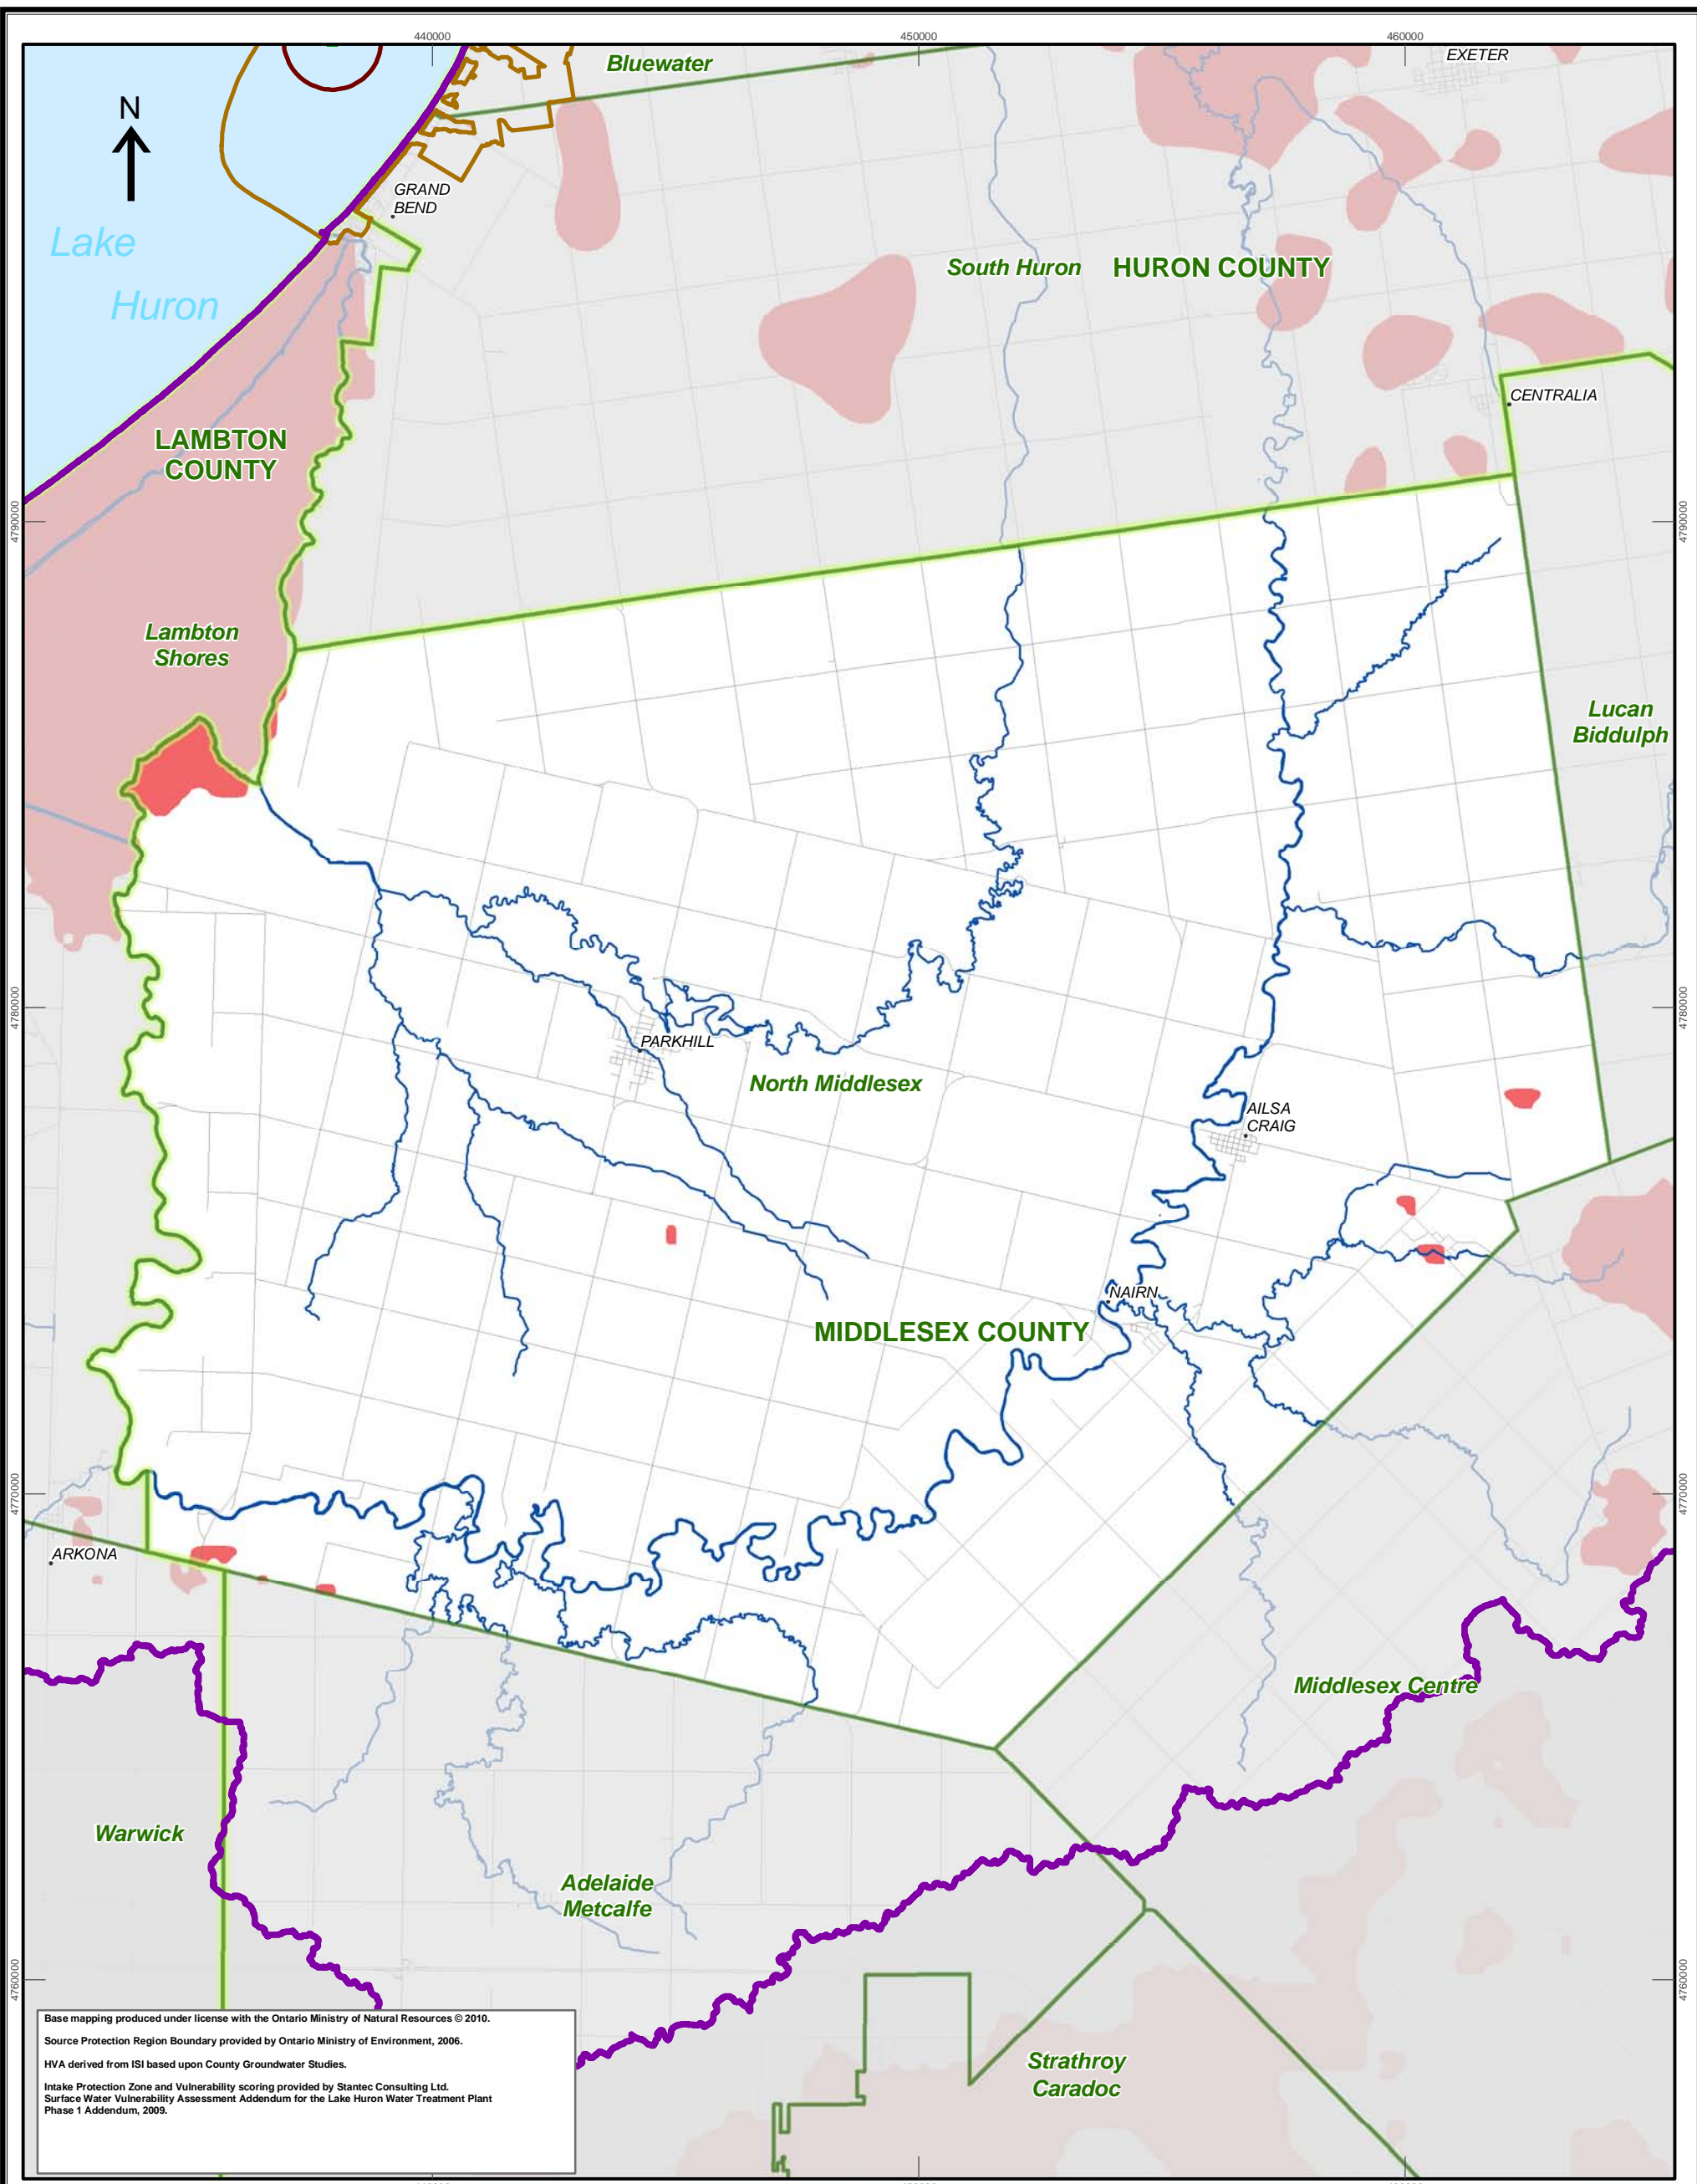 440000
450000
460000
EXETER
Bluewater
N
GRAND
BEND
Lake
Huron
South Huron
HURON COUNTY
CENTRALIA
LAMBTON
COUNTY
4790000
4790000
Lambton
Shores
Lucan
Biddulph
4780000
4780000
PARKHILL
North Middlesex
AILSA
CRAIG
NAIRN
MIDDLESEX COUNTY
4770000
4770000
ARKONA
Middlesex Centre
Warwick
Adelaide
Metcalfe
4760000
4760000
Strathroy
Caradoc
Base mapping produced under license with the Ontario Ministry of Natural Resources © 2010.
Source Protection Region Boundary provided by Ontario Ministry of Environment, 2006.
HVA derived from ISI based upon County Groundwater Studies.
Intake Protection Zone and Vulnerability scoring provided by Stantec Consulting Ltd.
Surface Water Vulnerability Assessment Addendum for the Lake Huron Water Treatment Plant
Phase 1 Addendum, 2009.